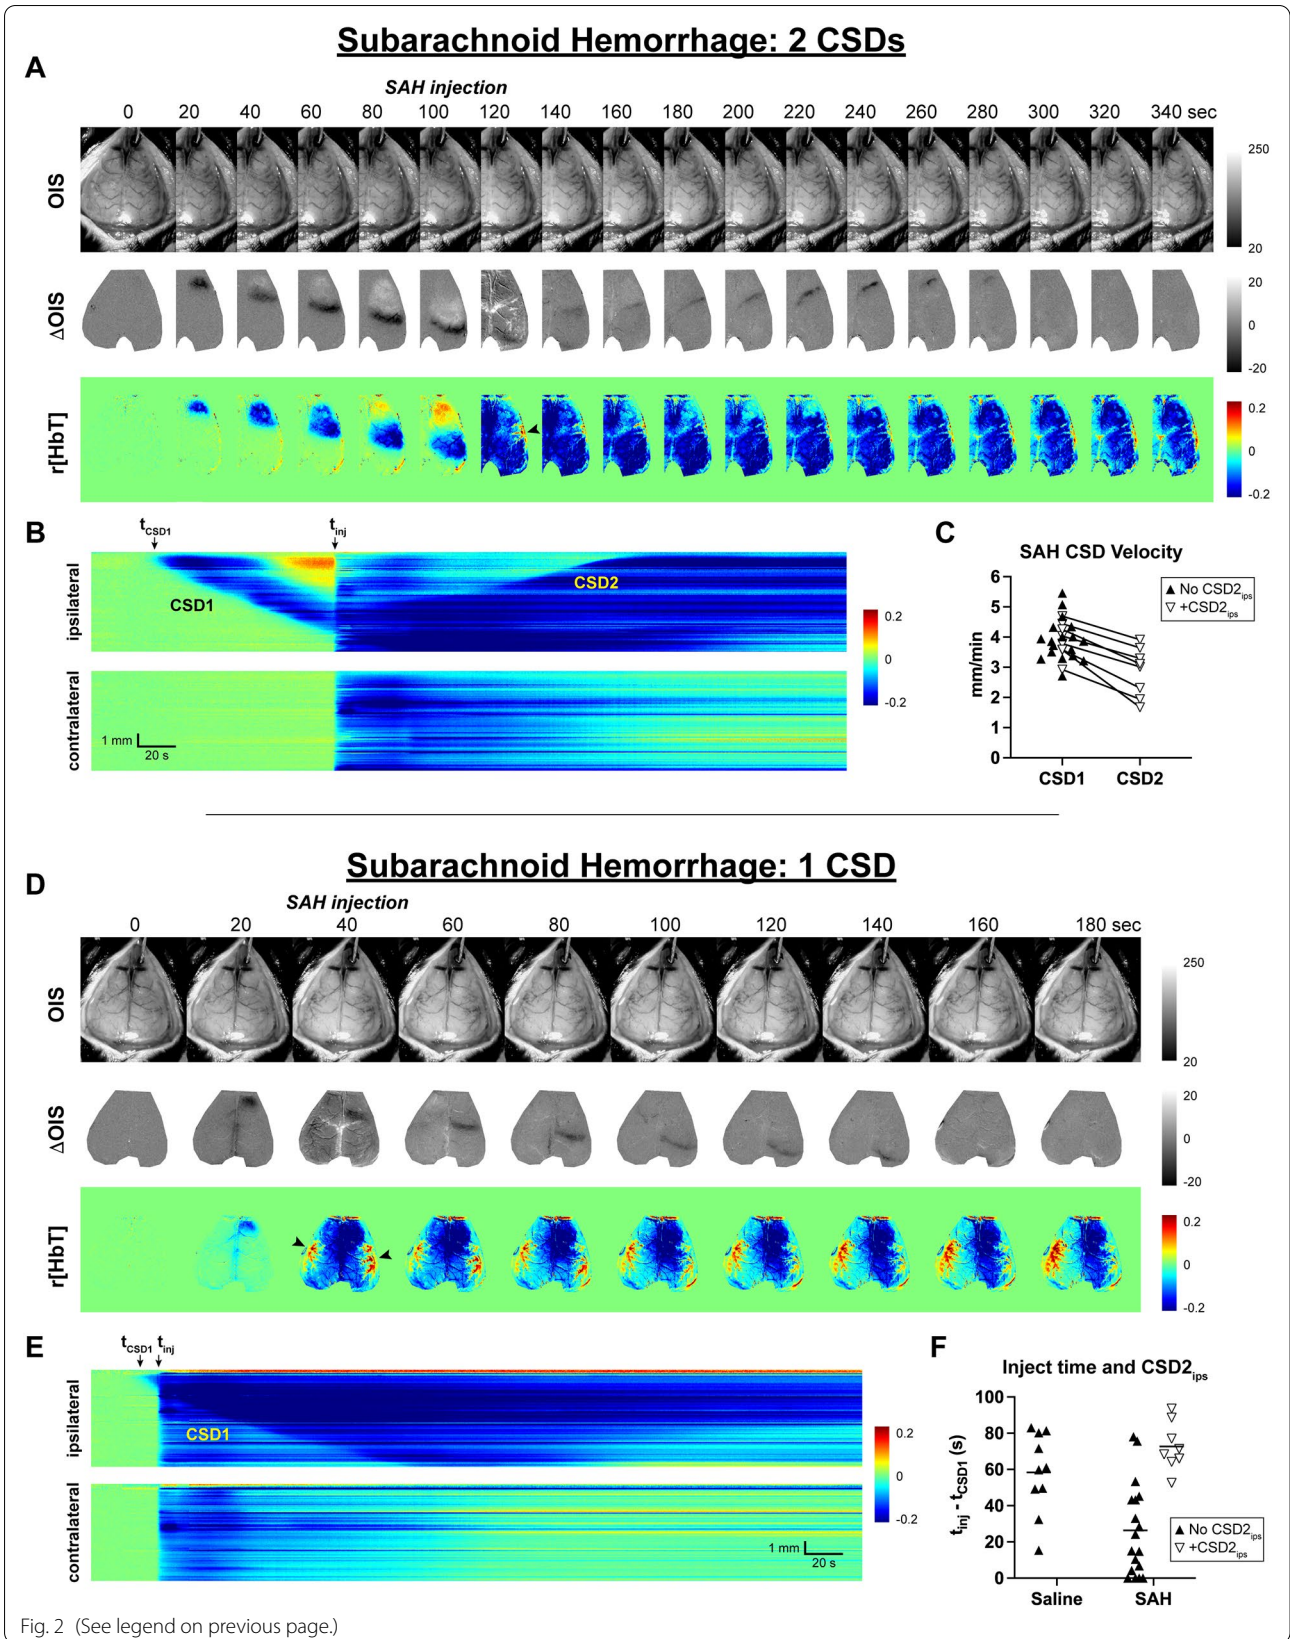 Subarachnoid Hemorrhage: 2 CSDs
A
SAH injection
0 20 40 60 80 100 120 140 160 180 200 220 240 260 280 300 320 340 sec
OIS
250
20
ΔOIS
20
0
-20
r[HbT]
0.2
0
-0.2
B
tCSD1
tinj
ipsilateral
CSD1
CSD2
contralateral
1 mm
20 s
0.2
0
-0.2
C
SAH CSD Velocity
mm/min
6
5
4
3
2
1
0
CSD1 CSD2
▲ No CSD2ips
▽ +CSD2ips
Subarachnoid Hemorrhage: 1 CSD
D
SAH injection
0 20 40 60 80 100 120 140 160 180 sec
OIS
250
20
ΔOIS
20
0
-20
r[HbT]
0.2
0
-0.2
E
tCSD1 tinj
ipsilateral
CSD1
contralateral
1 mm
20 s
0.2
0
-0.2
F
Inject time and CSD2ips
tinj - tCSD1 (s)
100
80
60
40
20
0
Saline SAH
▲ No CSD2ips
▽ +CSD2ips
Fig. 2 (See legend on previous page.)